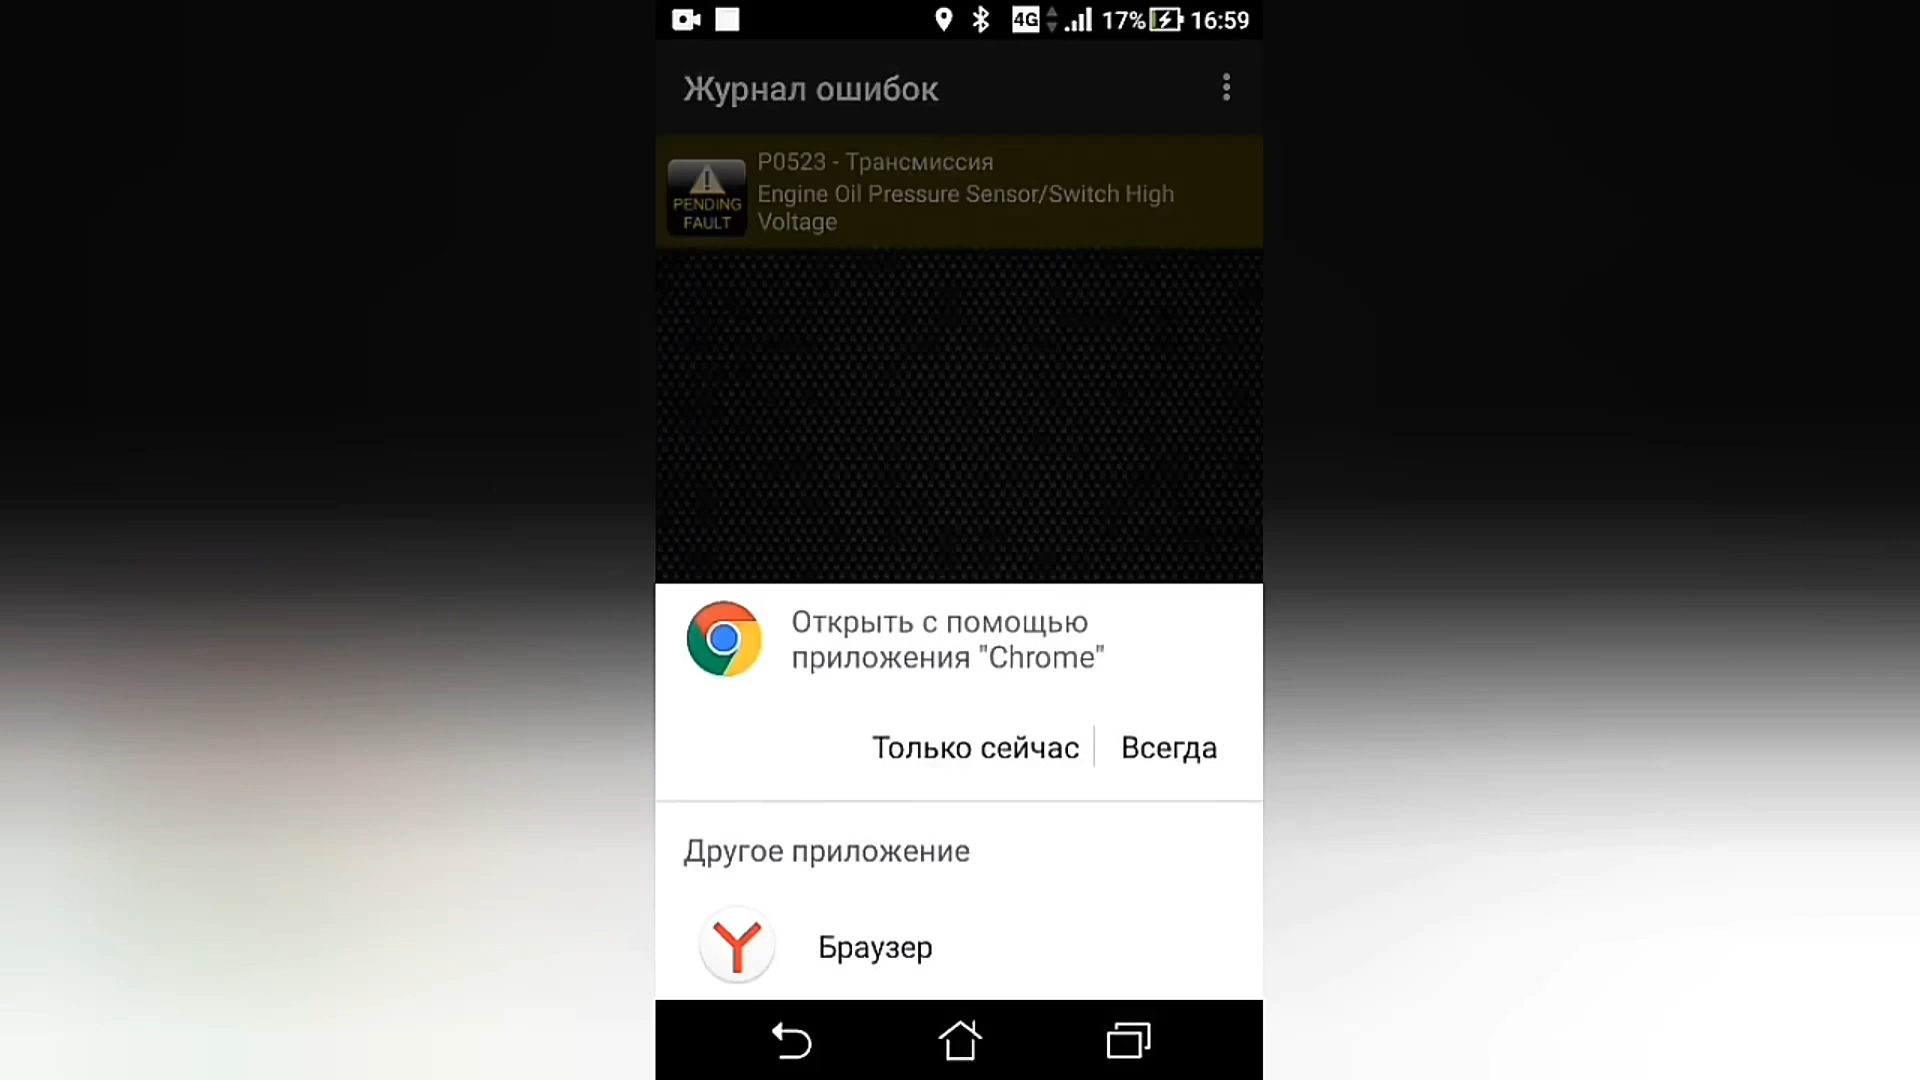 4G 17% 16:59
Журнал ошибок
P0523 - Трансмиссия
Engine Oil Pressure Sensor/Switch High
Voltage
PENDING
FAULT
Открыть с помощью
приложения "Chrome"
Только сейчас Всегда
Другое приложение
Браузер